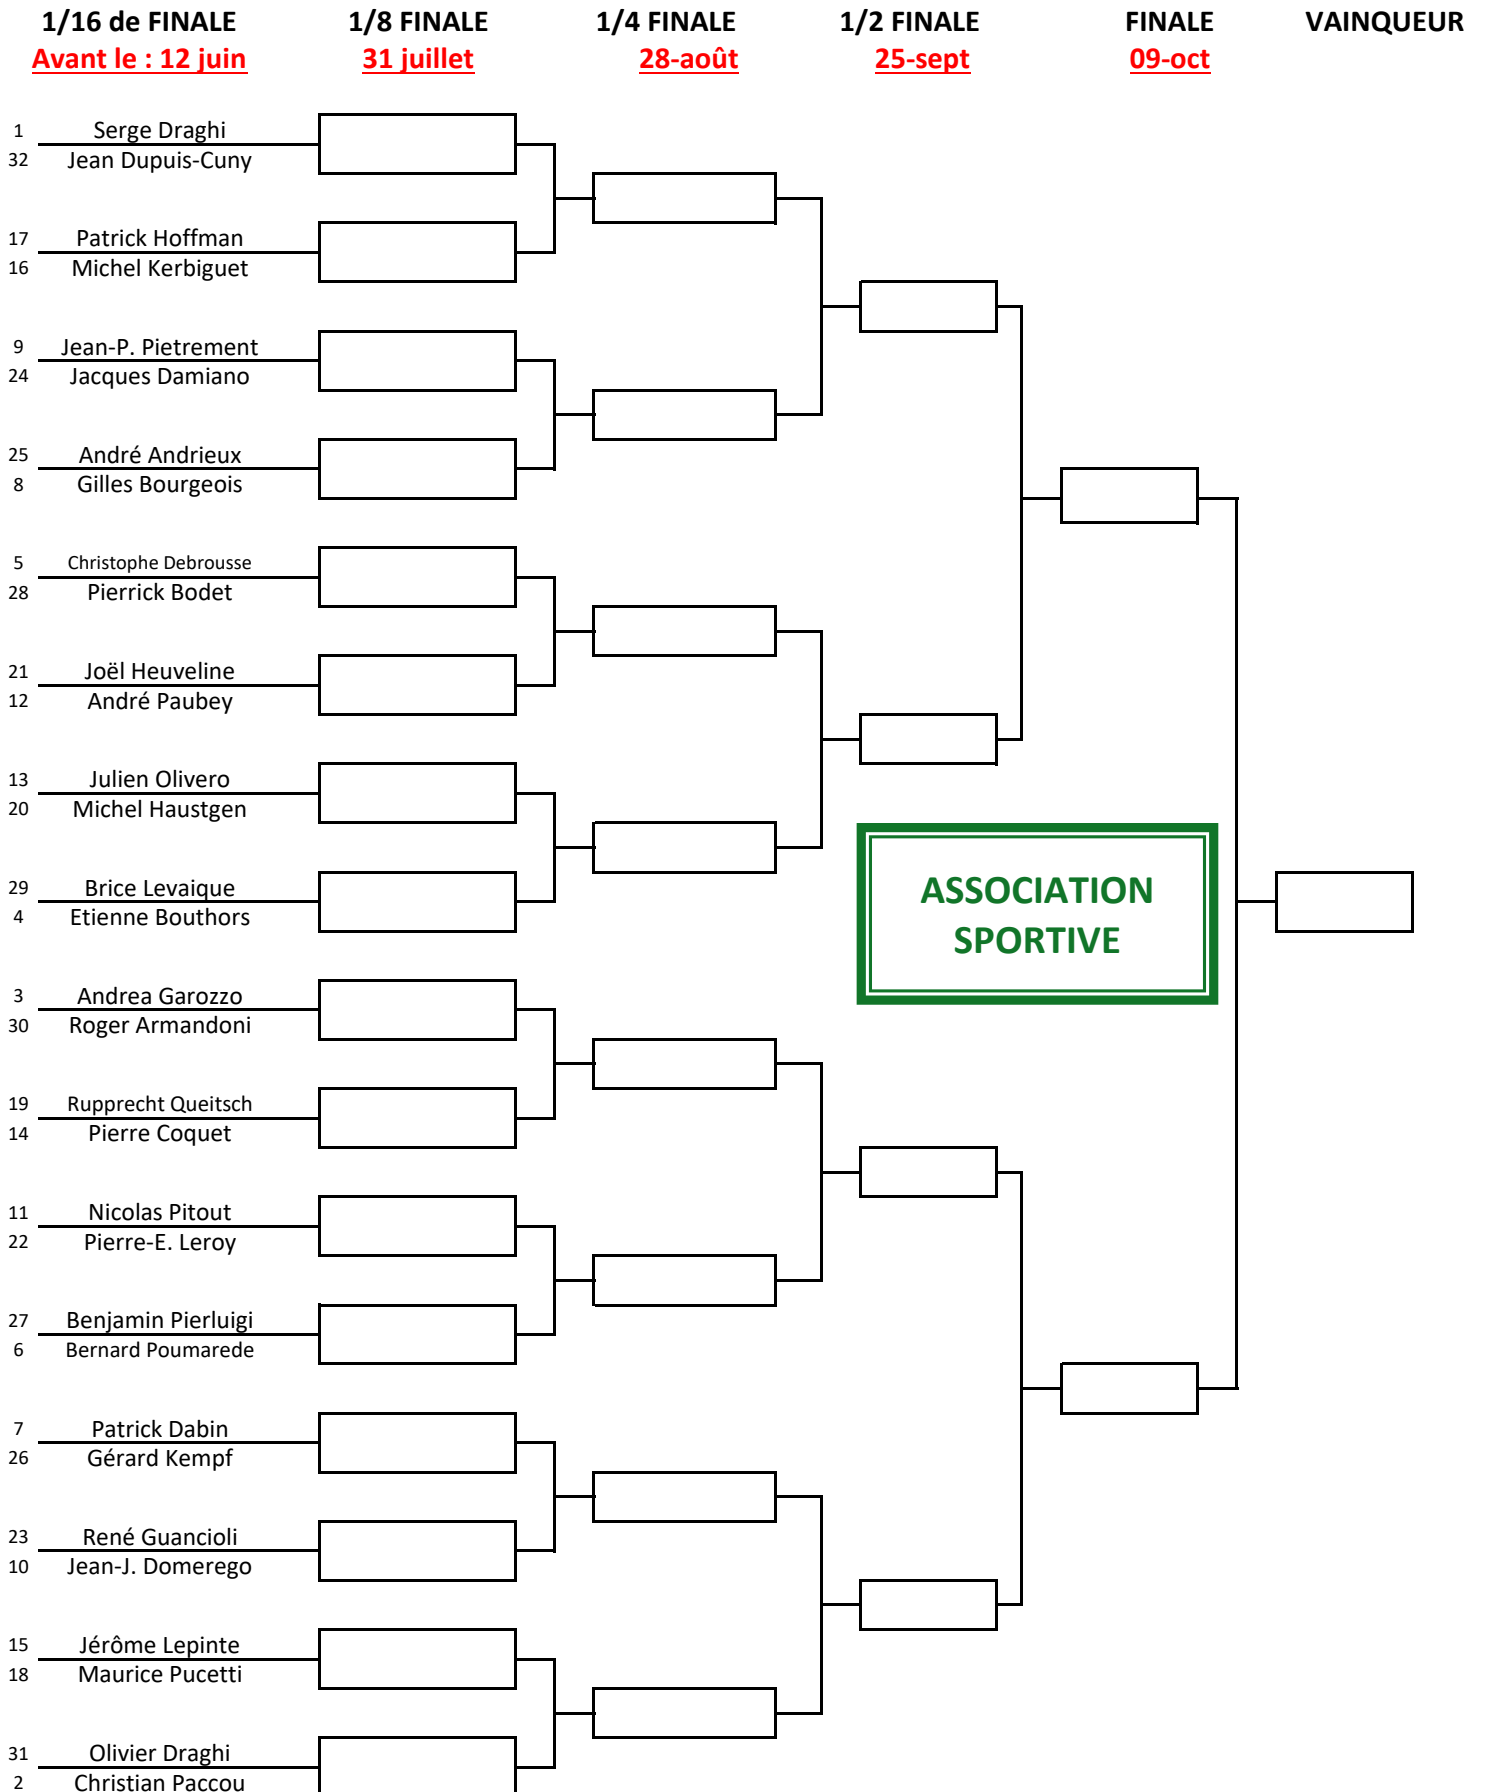 1/16 de FINALE 1/8 FINALE 1/4 FINALE 1/2 FINALE FINALE VAINQUEUR
Avant le : 12 juin 31 juillet 28-août 25-sept 09-oct
1 Serge Draghi
32 Jean Dupuis-Cuny
17 Patrick Hoffman
16 Michel Kerbiguet
9 Jean-P. Pietrement
24 Jacques Damiano
25 André Andrieux
8 Gilles Bourgeois
5 Christophe Debrousse
28 Pierrick Bodet
21 Joël Heuveline
12 André Paubey
13 Julien Olivero
20 Michel Haustgen
29 Brice Levaique
4 Etienne Bouthors
ASSOCIATION
SPORTIVE
3 Andrea Garozzo
30 Roger Armandoni
19 Rupprecht Queitsch
14 Pierre Coquet
11 Nicolas Pitout
22 Pierre-E. Leroy
27 Benjamin Pierluigi
6 Bernard Poumarede
7 Patrick Dabin
26 Gérard Kempf
23 René Guancioli
10 Jean-J. Domerego
15 Jérôme Lepinte
18 Maurice Pucetti
31 Olivier Draghi
2 Christian Paccou